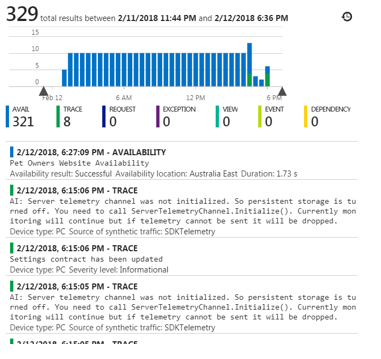 329 total results between 2/11/2018 11:44 PM and 2/12/2018 6:36 PM
15
10
5
0
Feb 12
6 AM
12 PM
6 PM
AVAIL
321
TRACE
8
REQUEST
0
EXCEPTION
0
VIEW
0
EVENT
0
DEPENDENCY
0
2/12/2018, 6:27:09 PM - AVAILABILITY
Pet Owners Website Availability
Availability result: Successful Availability location: Australia East Duration: 1.73 s
2/12/2018, 6:15:06 PM - TRACE
AI: Server telemetry channel was not initialized. So persistent storage is tu
rned off. You need to call ServerTelemetryChannel.Initialize(). Currently mon
itoring will continue but if telemetry cannot be sent it will be dropped.
Device type: PC Source of synthetic traffic: SDKTelemetry
2/12/2018, 6:15:06 PM - TRACE
Settings contract has been updated
Device type: PC Severity level: Informational
2/12/2018, 6:15:05 PM - TRACE
AI: Server telemetry channel was not initialized. So persistent storage is tu
rned off. You need to call ServerTelemetryChannel.Initialize(). Currently mon
itoring will continue but if telemetry cannot be sent it will be dropped.
Device type: PC Source of synthetic traffic: SDKTelemetry
2/12/2018, 6:15:05 PM - TRACE